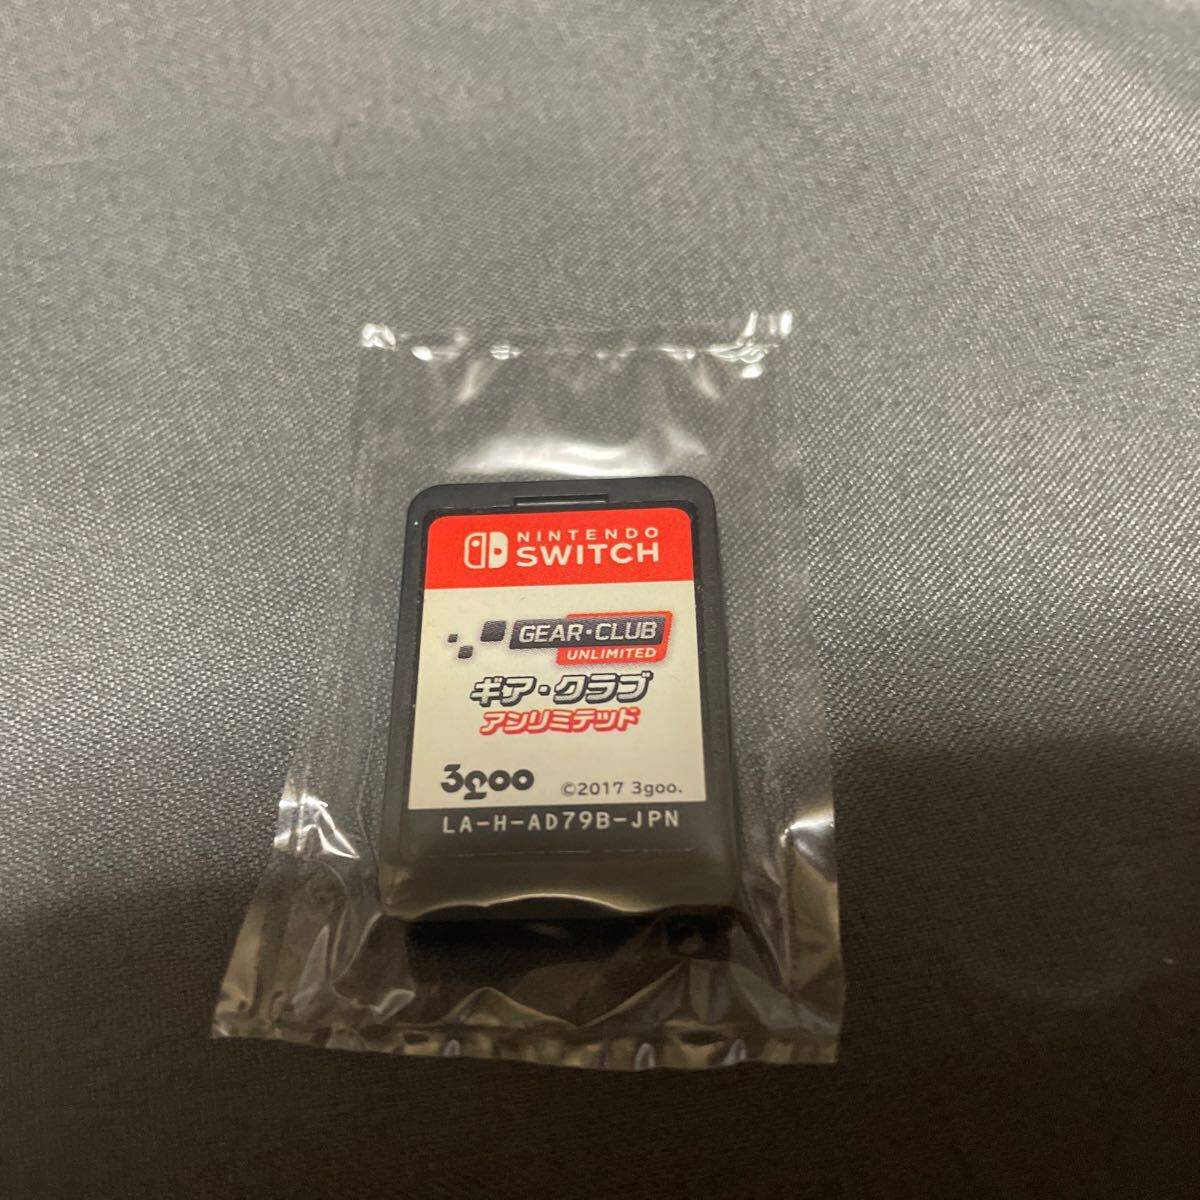 NINTENDO
SWITCH
GEAR・CLUB
UNLIMITED
ギア・クラブ
アンリミテッド
3goo
©2017 3goo.
LA-H-AD79B-JPN